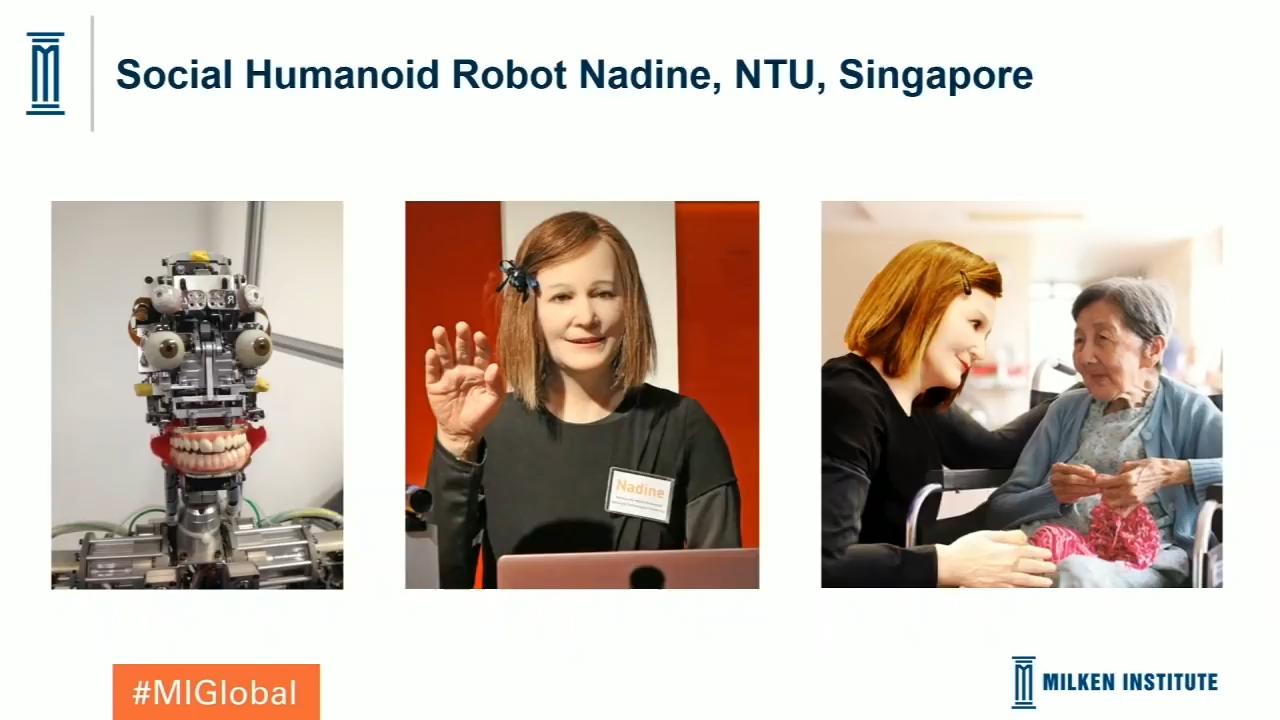 Social Humanoid Robot Nadine, NTU, Singapore
Nadine
#MIGlobal
MILKEN INSTITUTE